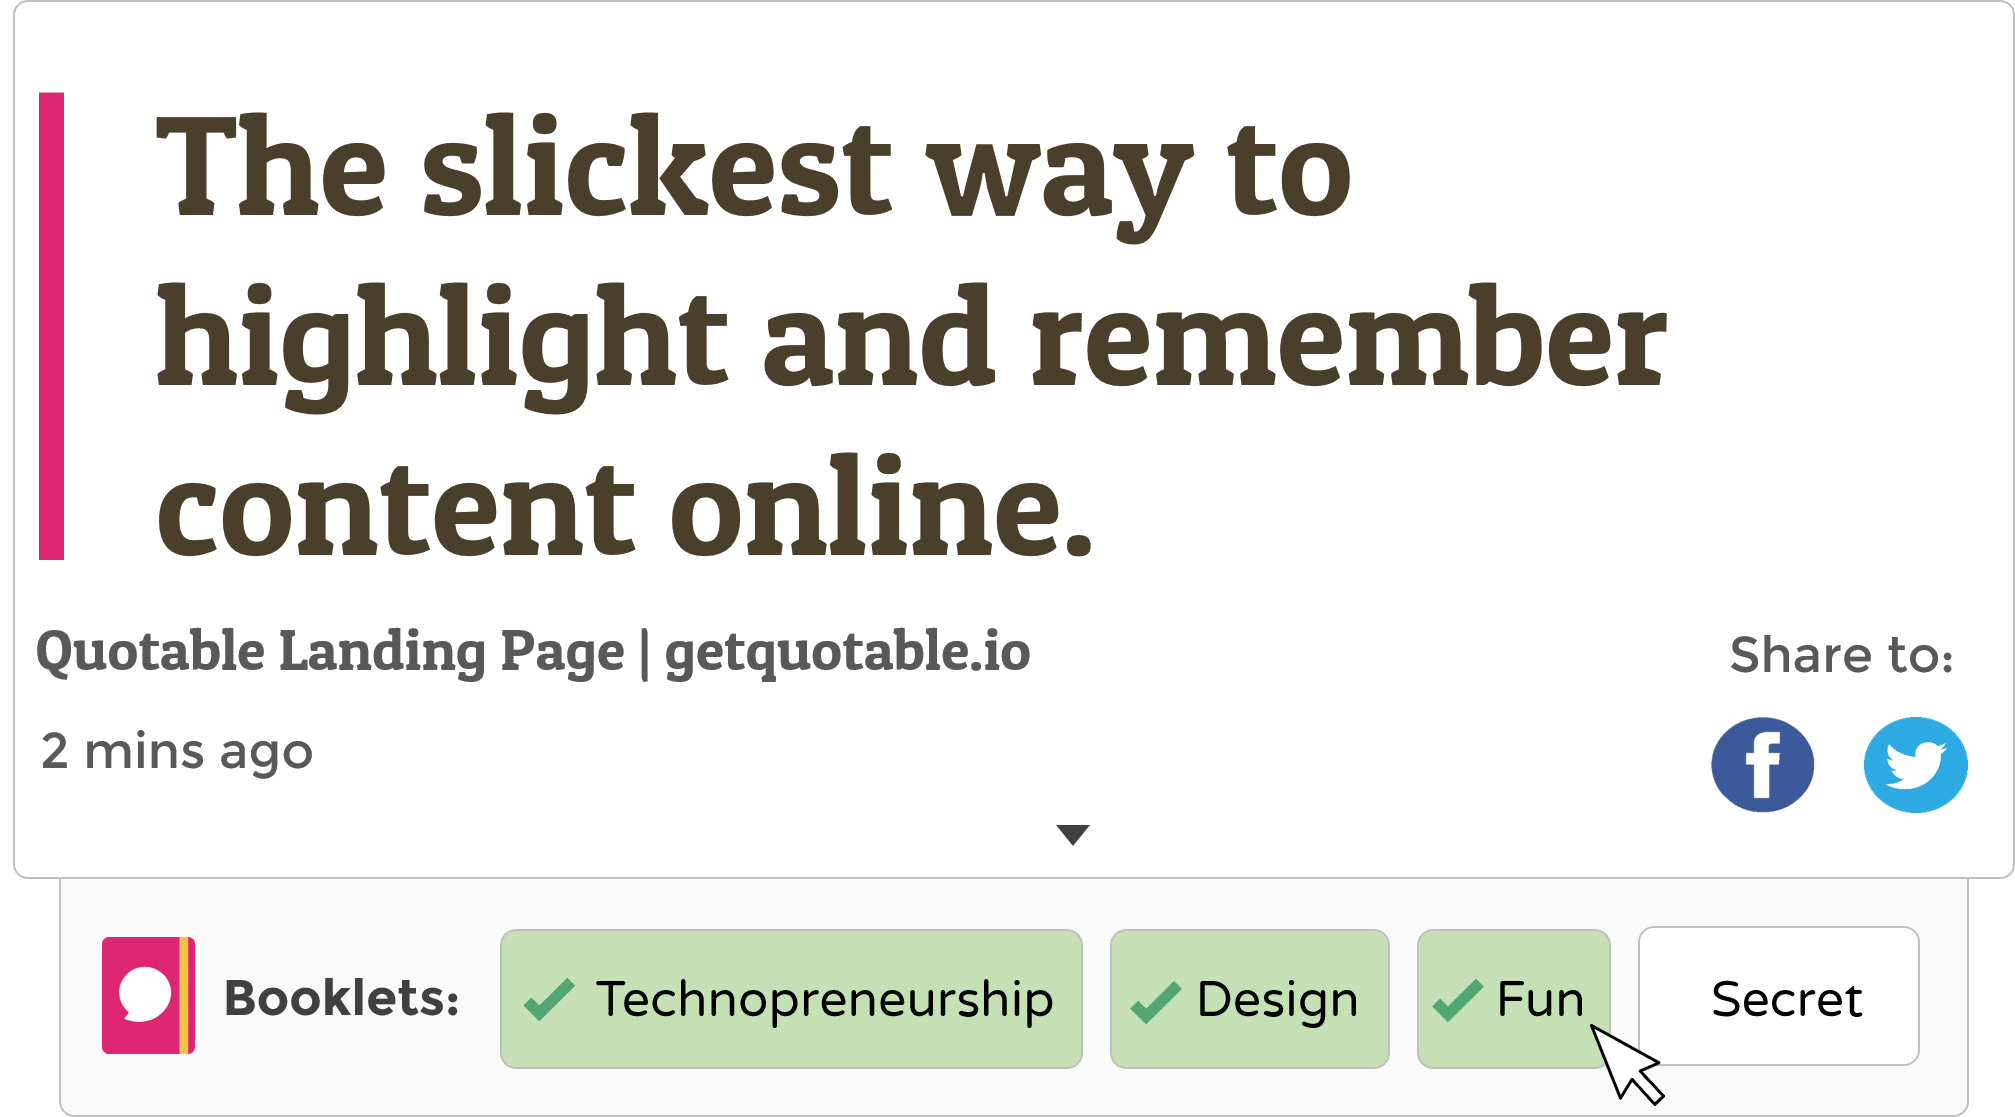 The slickest way to
highlight and remember
content online.
Quotable Landing Page | getquotable.io
Share to:
2 mins ago
Booklets: Technopreneurship Design Fun Secret